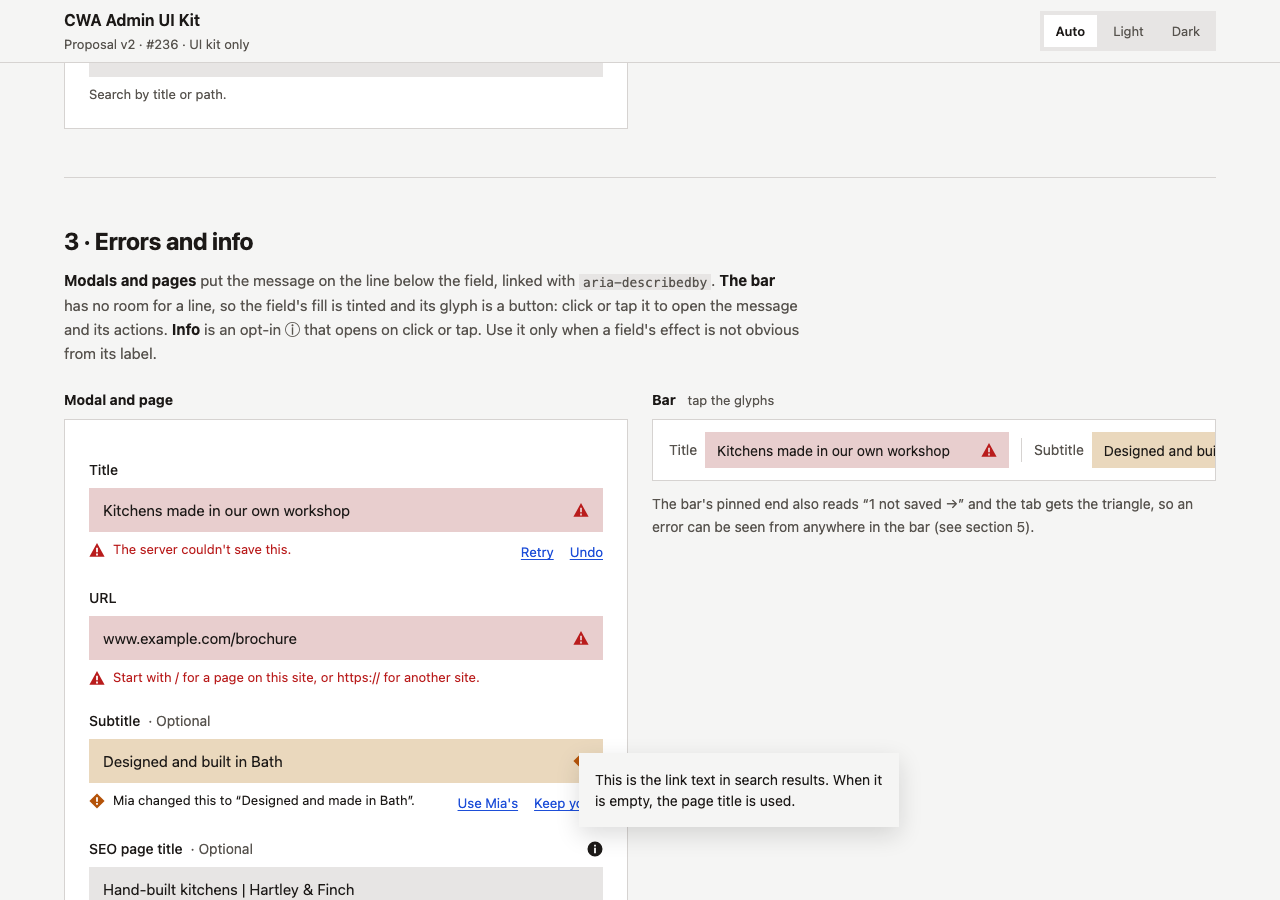 CWA Admin UI Kit
Proposal v2 · #236 · UI kit only
Auto
Light
Dark
Search by title or path.
3 · Errors and info
Modals and pages put the message on the line below the field, linked with aria-describedby. The bar
has no room for a line, so the field's fill is tinted and its glyph is a button: click or tap it to open the message
and its actions. Info is an opt-in ⓘ that opens on click or tap. Use it only when a field's effect is not obvious
from its label.
Modal and page
Title
Kitchens made in our own workshop
The server couldn't save this.
Retry
Undo
URL
www.example.com/brochure
Start with / for a page on this site, or https:// for another site.
Subtitle · Optional
Designed and built in Bath
Mia changed this to “Designed and made in Bath”.
Use Mia's
Keep
This is the link text in search results. When it
is empty, the page title is used.
SEO page title · Optional
Hand-built kitchens | Hartley & Finch
Bar tap the glyphs
Title
Kitchens made in our own workshop
Subtitle
Designed and bui
The bar's pinned end also reads “1 not saved →” and the tab gets the triangle, so an
error can be seen from anywhere in the bar (see section 5).